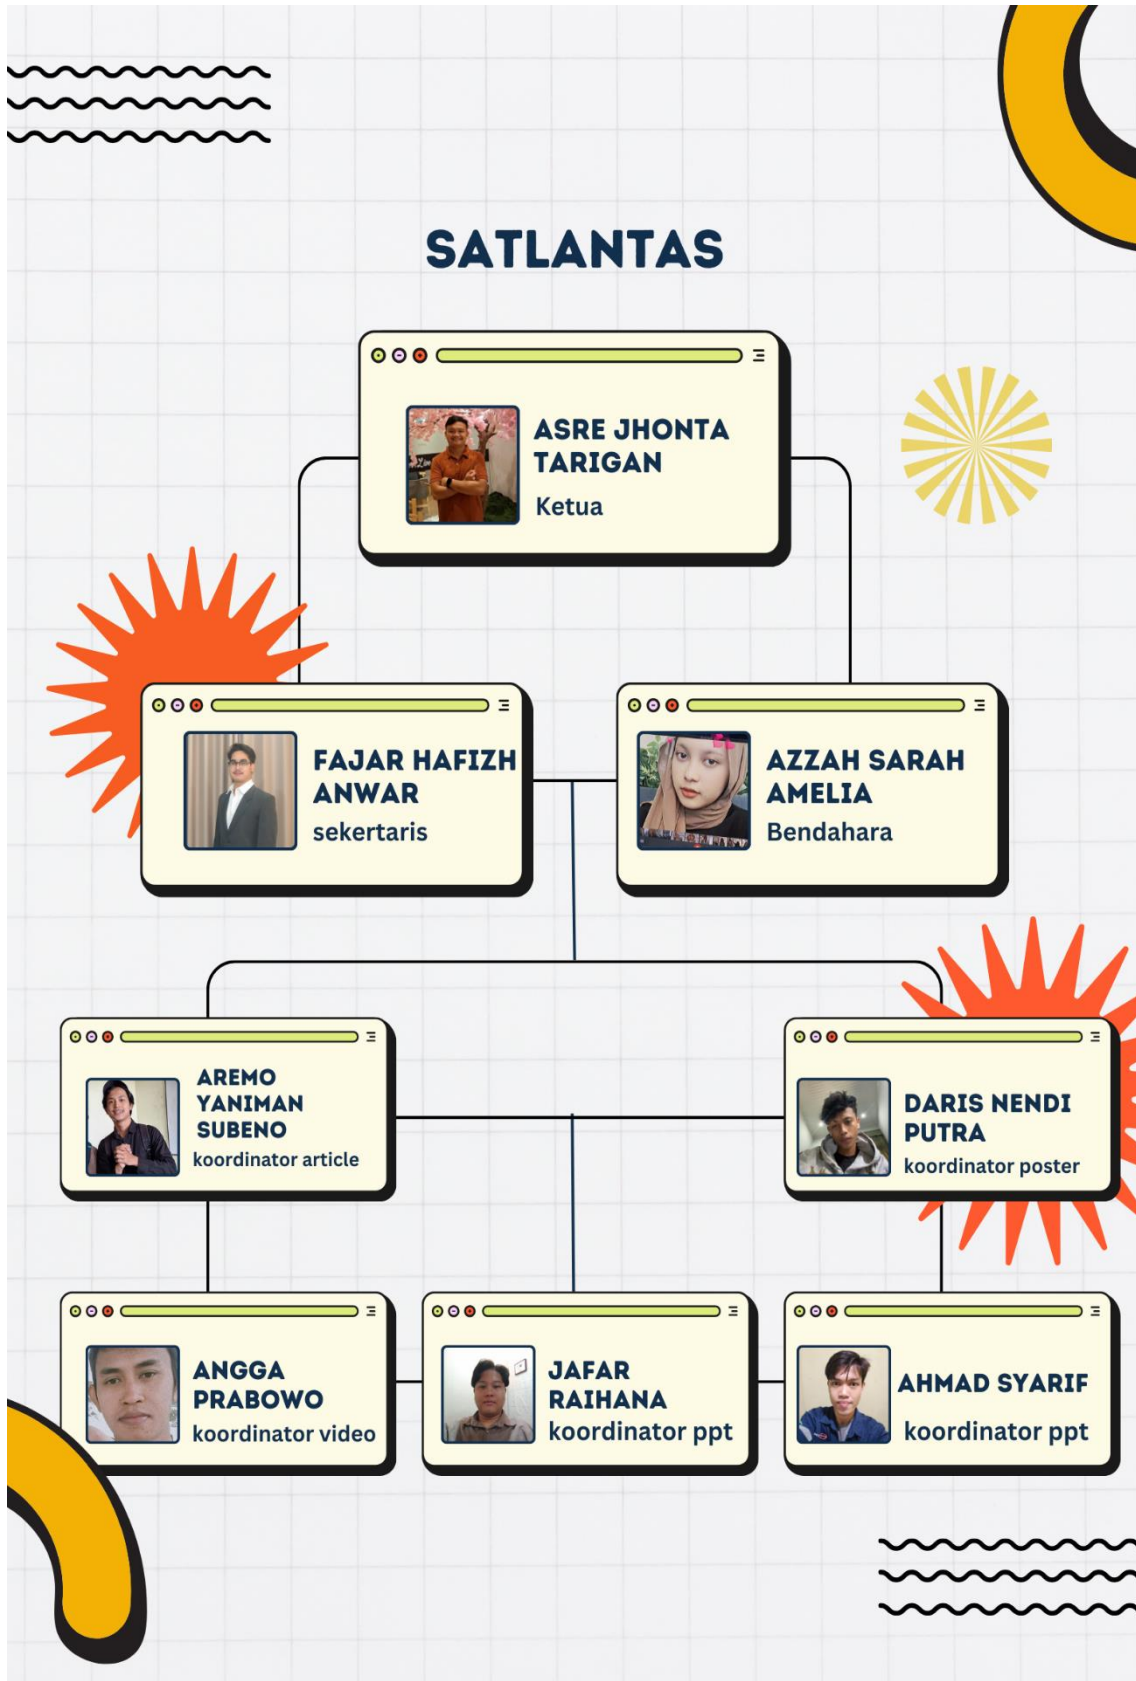 SATLANTAS
ASRE JHONTA
TARIGAN
Ketua
FAJAR HAFIZH
ANWAR
sekertaris
AZZAH SARAH
AMELIA
Bendahara
AREMO
YANIMAN
SUBENO
koordinator article
DARIS NENDI
PUTRA
koordinator poster
ANGGA
PRABOWO
koordinator video
JAFAR
RAIHANA
koordinator ppt
AHMAD SYARIF
koordinator ppt